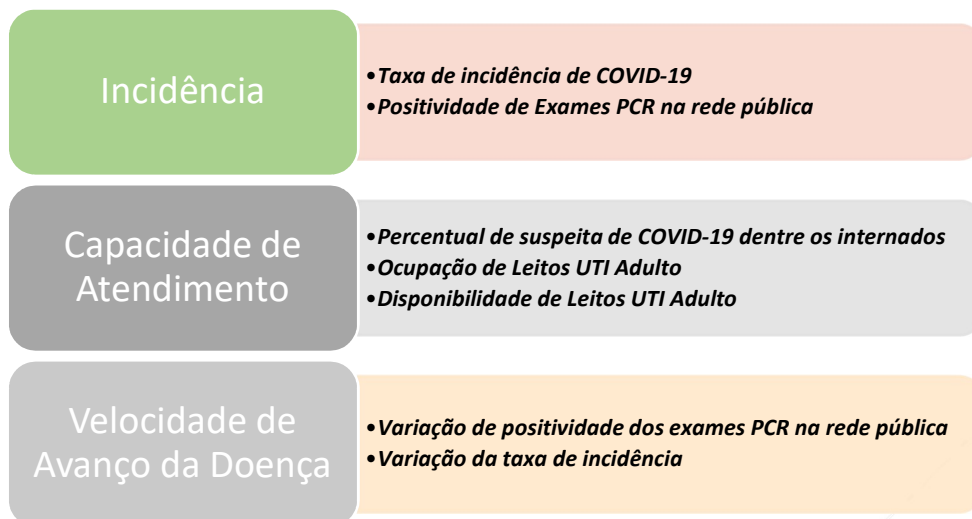 Incidência
•Taxa de incidência de COVID-19
•Positividade de Exames PCR na rede pública
Capacidade de
Atendimento
•Percentual de suspeita de COVID-19 dentre os internados
•Ocupação de Leitos UTI Adulto
•Disponibilidade de Leitos UTI Adulto
Velocidade de
Avanço da Doença
•Variação de positividade dos exames PCR na rede pública
•Variação da taxa de incidência